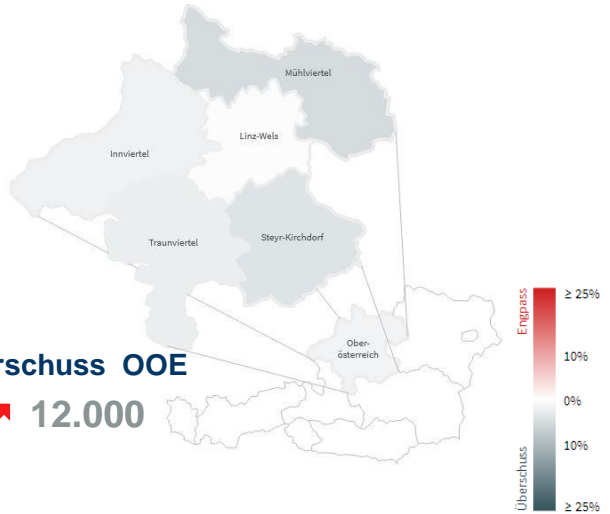 Mühlviertel
Linz-Wels
Innviertel
Traunviertel
Steyr-Kirchdorf
Ober-
österreich
rschuss OOE
12.000
Engpass
Überschuss
≥ 25%
10%
0%
10%
≥ 25%